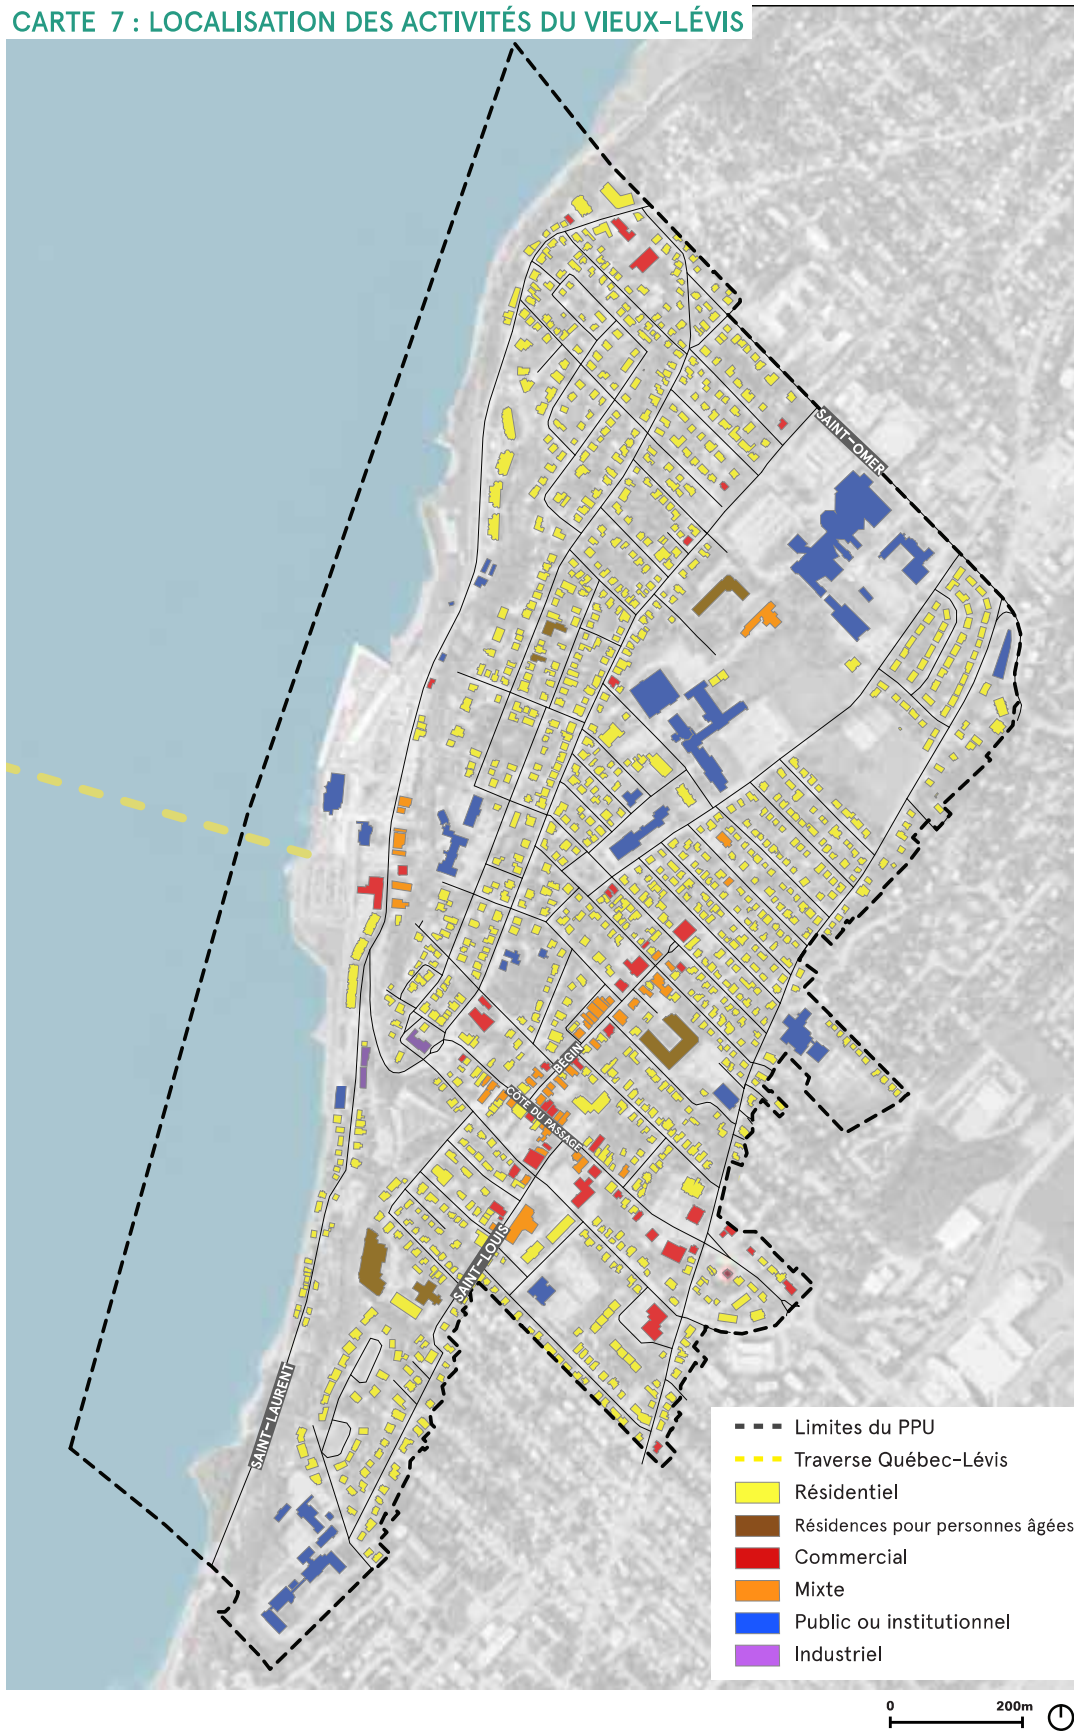 CARTE 7 : LOCALISATION DES ACTIVITÉS DU VIEUX-LÉVIS
SAINT-OMER
BÉGIN
CÔTE DU PASSAGE
SAINT-LOUIS
SAINT-LAURENT
Limites du PPU
Traverse Québec-Lévis
Résidentiel
Résidences pour personnes âgées
Commercial
Mixte
Public ou institutionnel
Industriel
0 200m